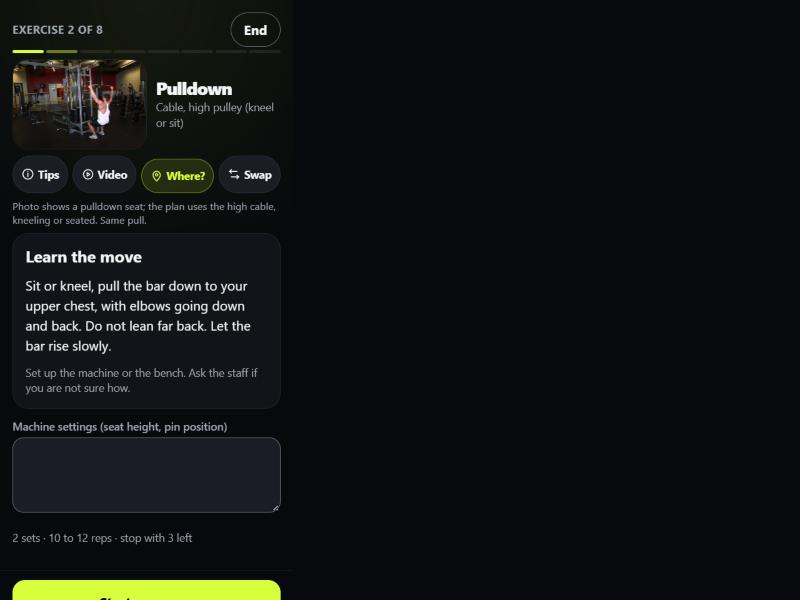 EXERCISE 2 OF 8
End
Pulldown
Cable, high pulley (kneel
or sit)
Tips
Video
Where?
Swap
Photo shows a pulldown seat; the plan uses the high cable,
kneeling or seated. Same pull.
Learn the move
Sit or kneel, pull the bar down to your
upper chest, with elbows going down
and back. Do not lean far back. Let the
bar rise slowly.
Set up the machine or the bench. Ask the staff if
you are not sure how.
Machine settings (seat height, pin position)
2 sets · 10 to 12 reps · stop with 3 left